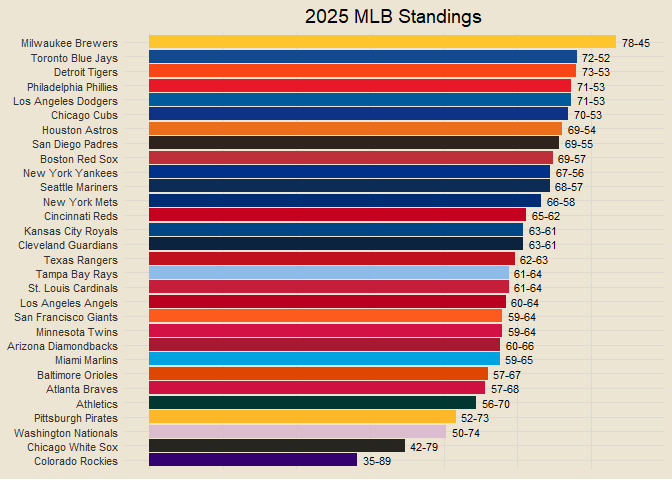 2025 MLB Standings
Milwaukee Brewers 78-45
Toronto Blue Jays 72-52
Detroit Tigers 73-53
Philadelphia Phillies 71-53
Los Angeles Dodgers 71-53
Chicago Cubs 70-53
Houston Astros 69-54
San Diego Padres 69-55
Boston Red Sox 69-57
New York Yankees 67-56
Seattle Mariners 68-57
New York Mets 66-58
Cincinnati Reds 65-62
Kansas City Royals 63-61
Cleveland Guardians 63-61
Texas Rangers 62-63
Tampa Bay Rays 61-64
St. Louis Cardinals 61-64
Los Angeles Angels 60-64
San Francisco Giants 59-64
Minnesota Twins 59-64
Arizona Diamondbacks 60-66
Miami Marlins 59-65
Baltimore Orioles 57-67
Atlanta Braves 57-68
Athletics 56-70
Pittsburgh Pirates 52-73
Washington Nationals 50-74
Chicago White Sox 42-79
Colorado Rockies 35-89